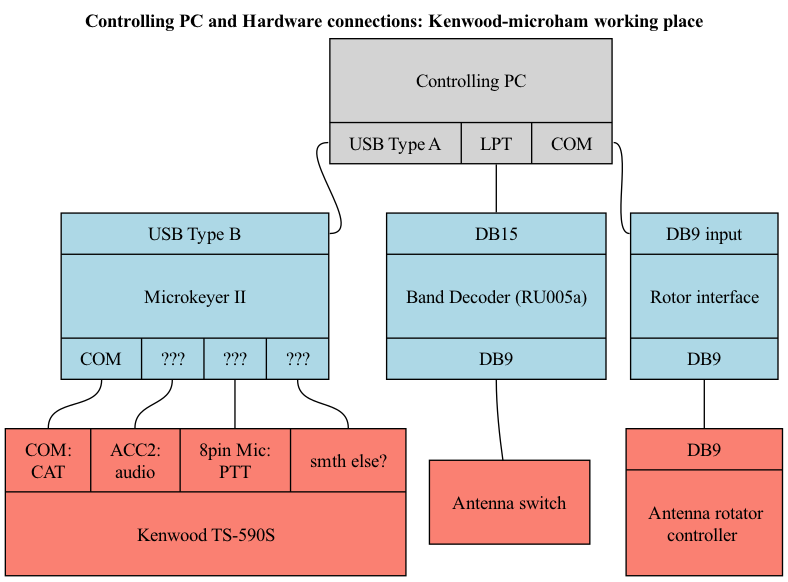 Controlling PC and Hardware connections: Kenwood-microham working place
Controlling PC
USB Type A
LPT
COM
USB Type B
Microkeyer II
COM
???
???
???
DB15
Band Decoder (RU005a)
DB9
DB9 input
Rotor interface
DB9
COM:
CAT
ACC2:
audio
8pin Mic:
PTT
smth else?
Kenwood TS-590S
Antenna switch
DB9
Antenna rotator
controller